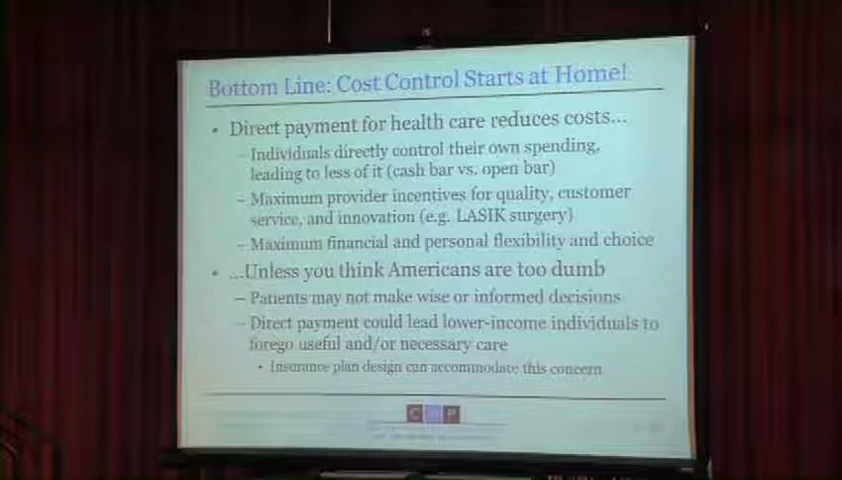 Bottom Line: Cost Control Starts at Home!
• Direct payment for health care reduces costs...
– Individuals directly control their own spending,
leading to less of it (cash bar vs. open bar)
– Maximum provider incentives for quality, customer
service, and innovation (e.g. LASIK surgery)
– Maximum financial and personal flexibility and choice
• ...Unless you think Americans are too dumb
– Patients may not make wise or informed decisions
– Direct payment could lead lower-income individuals to
forego useful and/or necessary care
• Insurance plan design can accommodate this concern